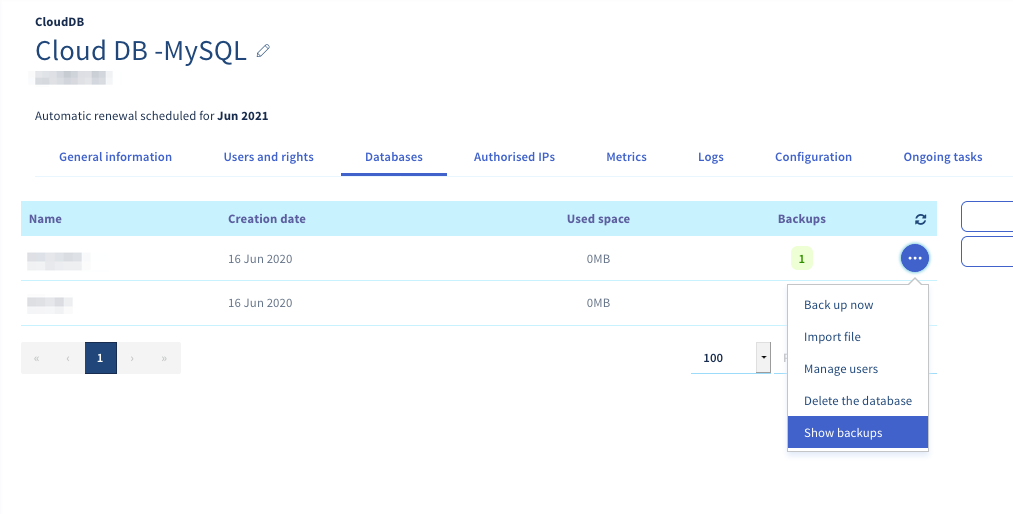 CloudDB
Cloud DB -MySQL
Automatic renewal scheduled for Jun 2021
General information Users and rights Databases Authorised IPs Metrics Logs Configuration Ongoing tasks
Name Creation date Used space Backups
16 Jun 2020 0MB 1
16 Jun 2020 0MB
Back up now
Import file
Manage users
Delete the database
Show backups
« ‹ 1 › »
100